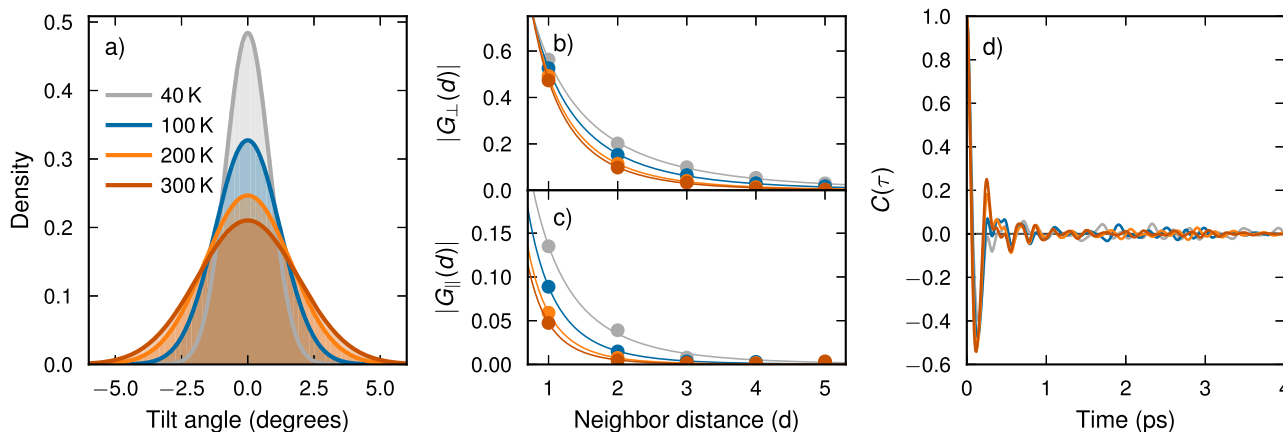 a)
0.5
0.4
0.3
0.2
0.1
0.0
Density
40 K
100 K
200 K
300 K
−5.0 −2.5 0.0 2.5 5.0
Tilt angle (degrees)
b)
0.6
0.4
0.2
0.0
|G⊥(d)|
c)
0.15
0.10
0.05
0.00
|G∥(d)|
1 2 3 4 5
Neighbor distance (d)
d)
1.0
0.8
0.6
0.4
0.2
0.0
−0.2
−0.4
−0.6
C(τ)
0 1 2 3 4
Time (ps)